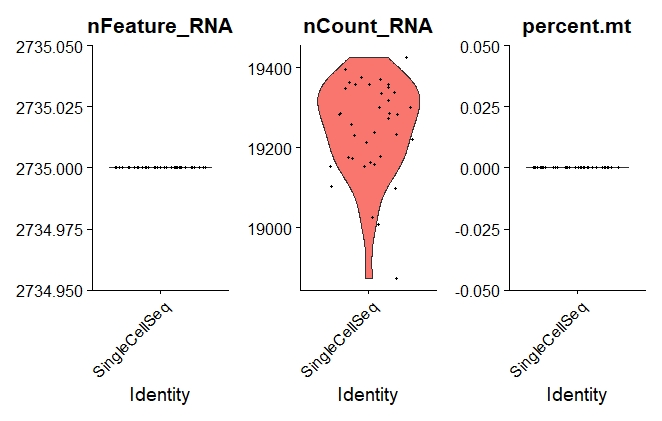 nFeature_RNA
2735.050
2735.025
2735.000
2734.975
2734.950
SingleCellSeq
Identity
nCount_RNA
19400
19200
19000
SingleCellSeq
Identity
percent.mt
0.050
0.025
0.000
-0.025
-0.050
SingleCellSeq
Identity